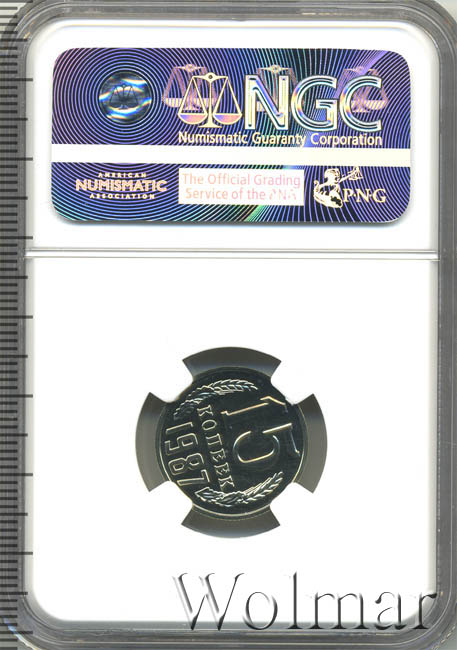 NGC
Numismatic Guaranty Corporation
AMERICAN
NUMISMATIC
ASSOCIATION
The Official Grading
Service of the PNG
P·N·G
15
КОПЕЕК
1987
Wolmar